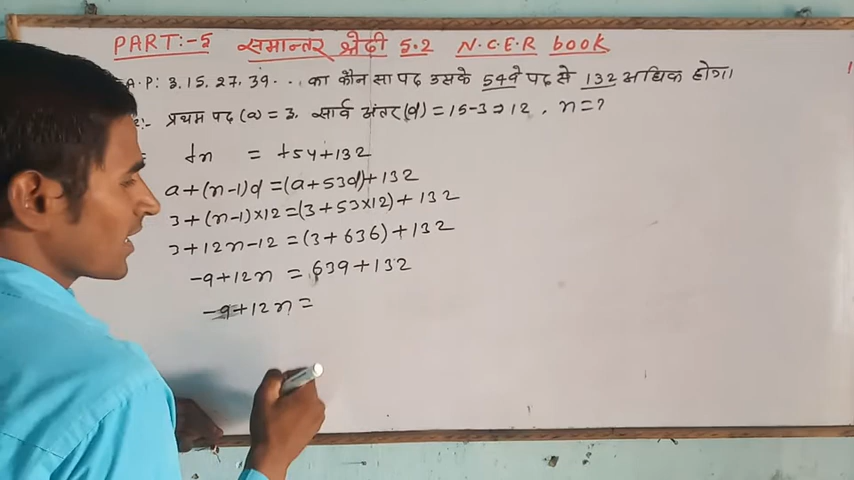 PART:-5 समान्तर श्रेढी 5.2 N.C.E.R book
A.P: 3, 15, 27, 39 . . . का कौन सा पद उसके 54वे पद से 132 अधिक होगा।
:- प्रथम पद (a) = 3, सार्व अंतर (d) = 15-3=12, n=?
tn = t54+132
a+(n-1)d =(a+53d)+132
3+(n-1)×12=(3+53×12)+132
3+12n-12 =(3+636)+132
-9+12n = 639+132
-9+12n =